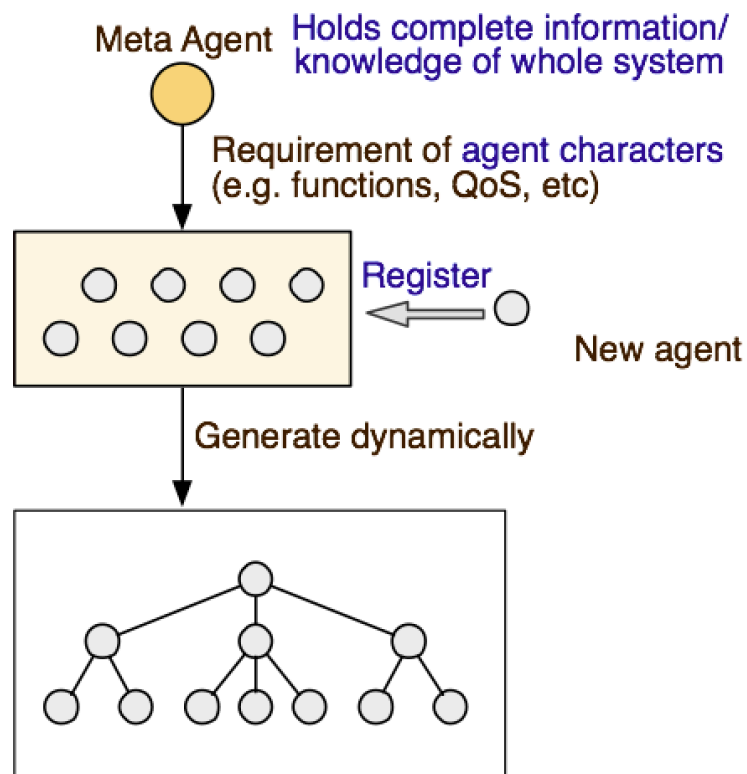 Meta Agent
Holds complete information/
knowledge of whole system
Requirement of agent characters
(e.g. functions, QoS, etc)
Register
New agent
Generate dynamically